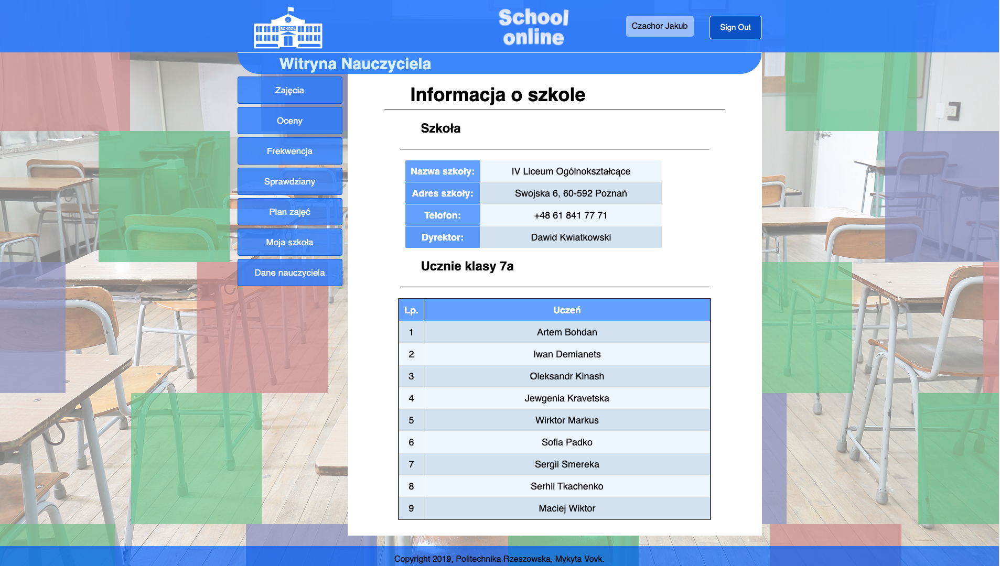 SCHOOL
School
online
Czachor Jakub
Sign Out
Witryna Nauczyciela
Zajęcia
Oceny
Frekwencja
Sprawdziany
Plan zajęć
Moja szkoła
Dane nauczyciela
Informacja o szkole
Szkoła
Nazwa szkoły: IV Liceum Ogólnokształcące
Adres szkoły: Swojska 6, 60-592 Poznań
Telofon: +48 61 841 77 71
Dyrektor: Dawid Kwiatkowski
Ucznie klasy 7a
Lp. Uczeń
1 Artem Bohdan
2 Iwan Demianets
3 Oleksandr Kinash
4 Jewgenia Kravetska
5 Wirktor Markus
6 Sofia Padko
7 Sergii Smereka
8 Serhii Tkachenko
9 Maciej Wiktor
Copyright 2019, Politechnika Rzeszowska, Mykyta Vovk.